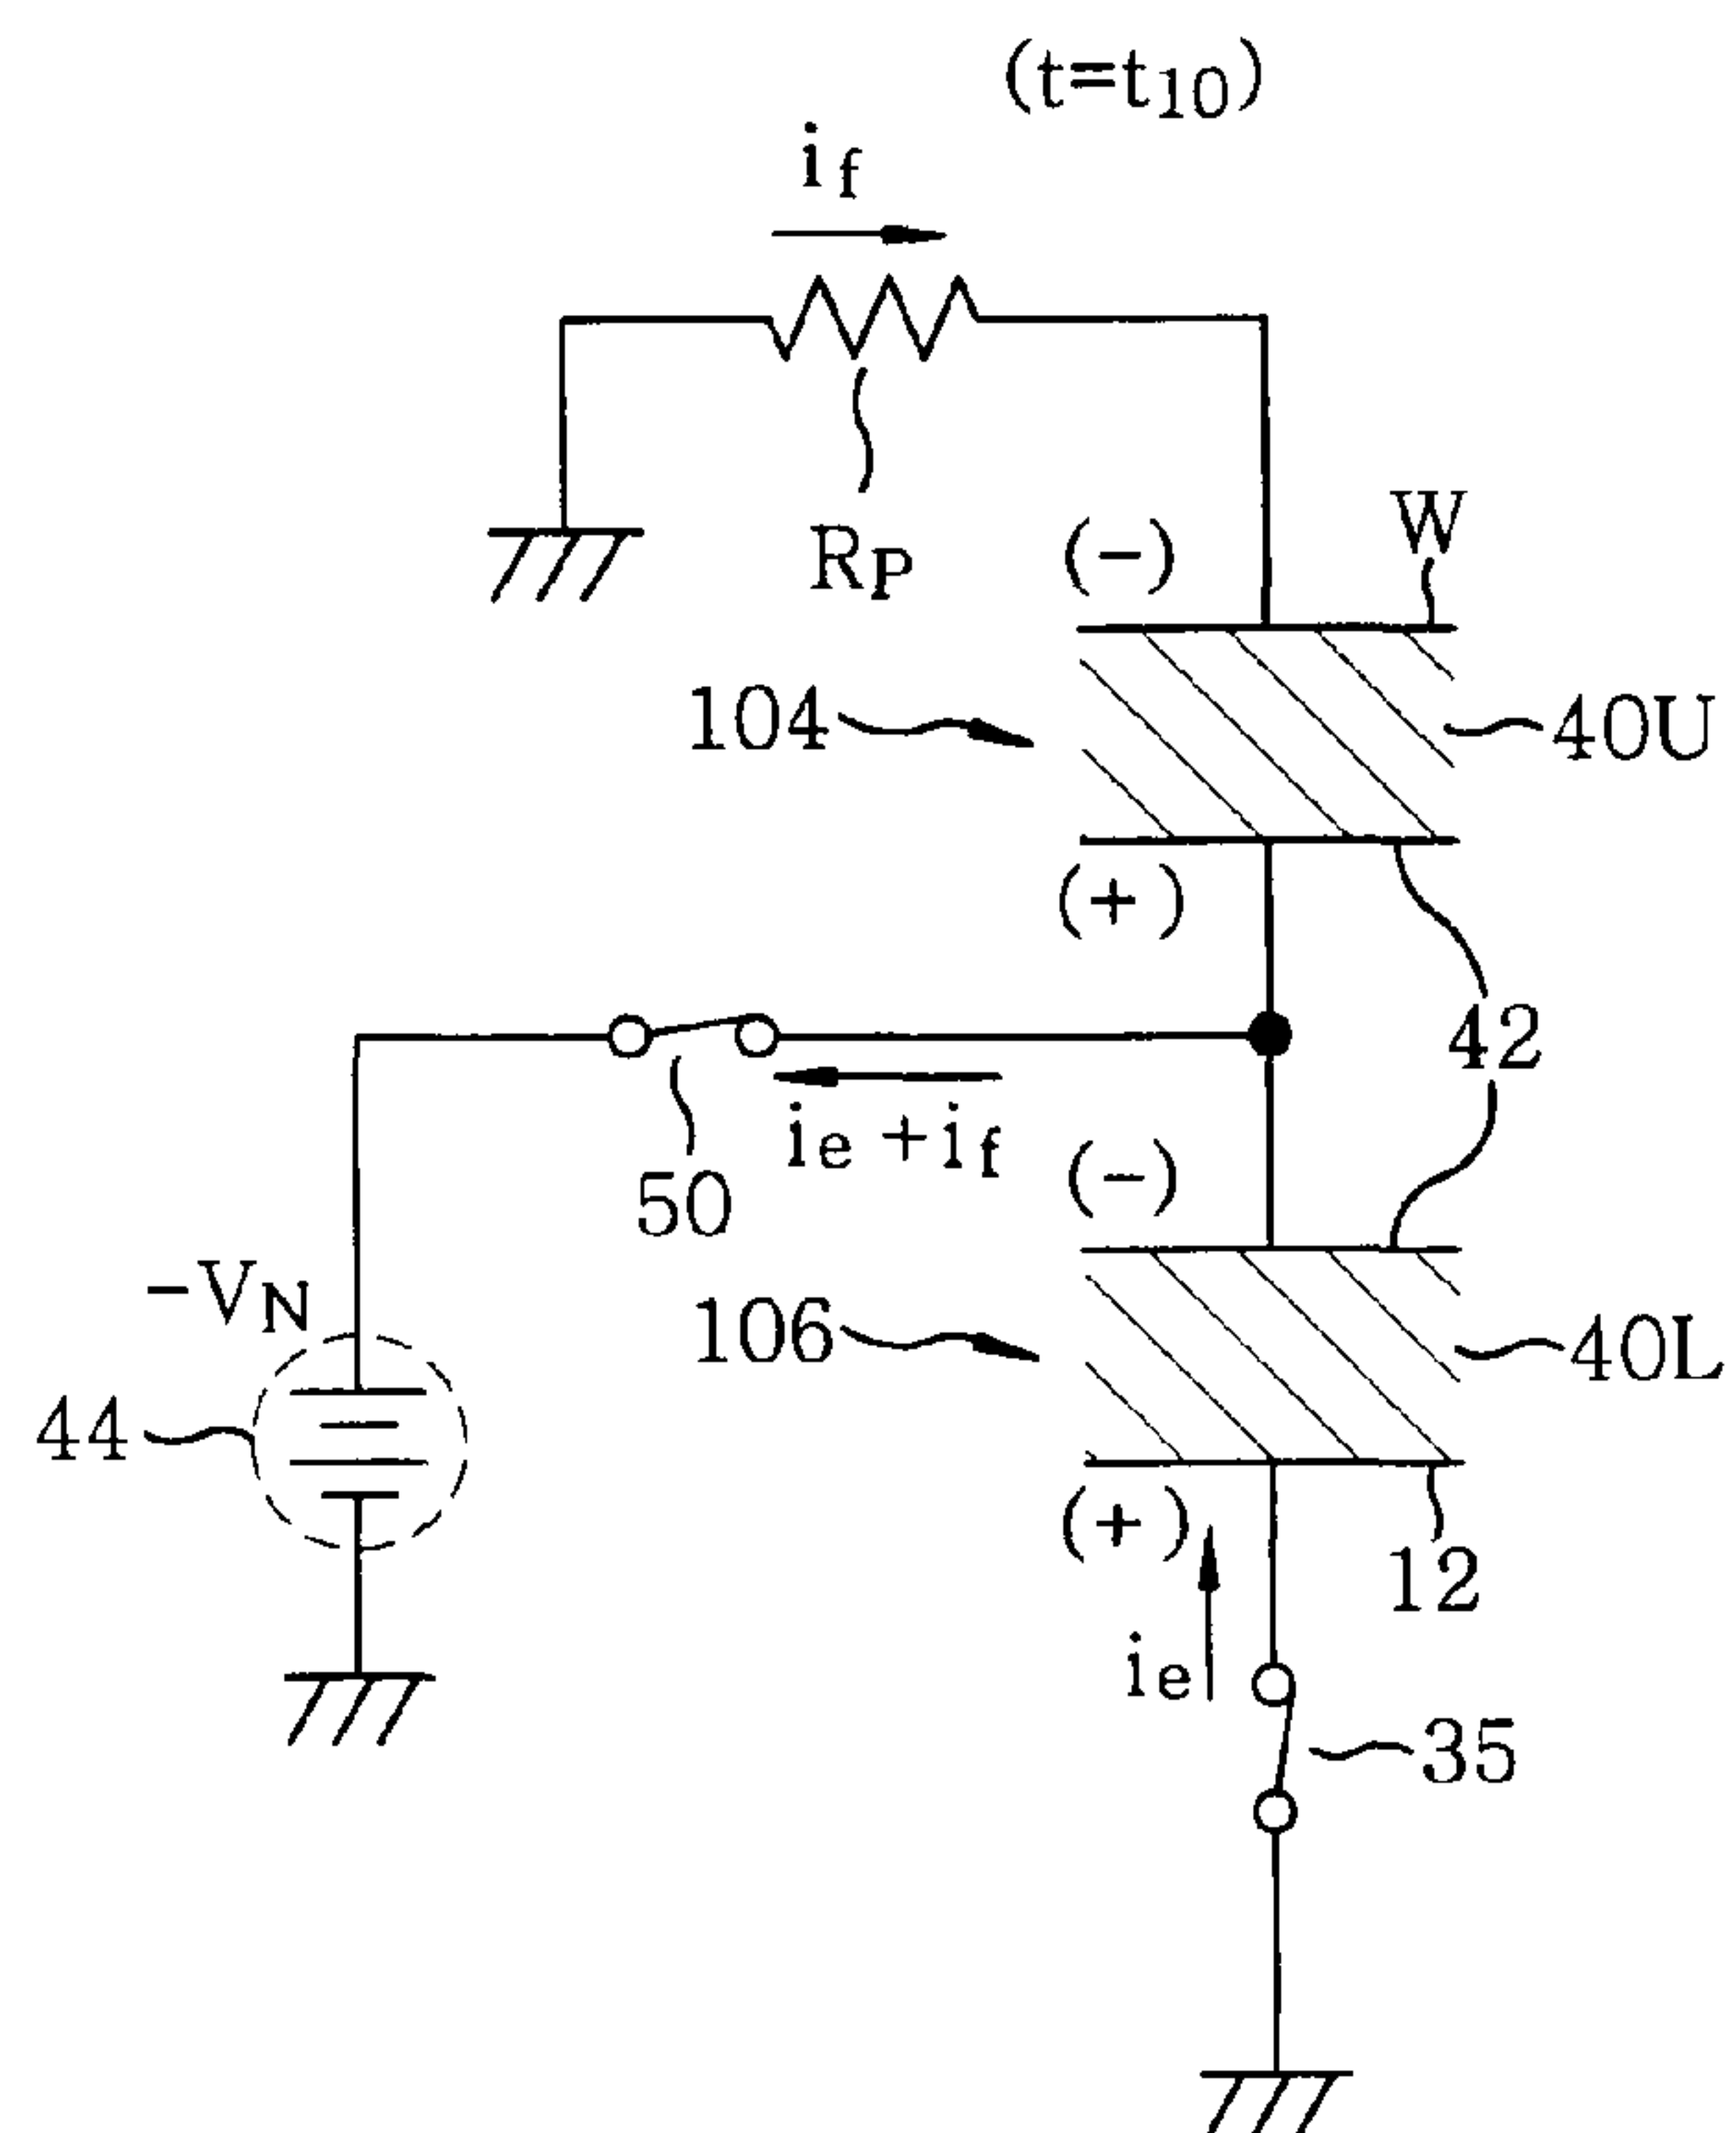 (t=t10)
if
RP
(-)
W
104
40U
(+)
42
ie+if
50
(-)
-VN
106
40L
44
(+)
12
ie
35